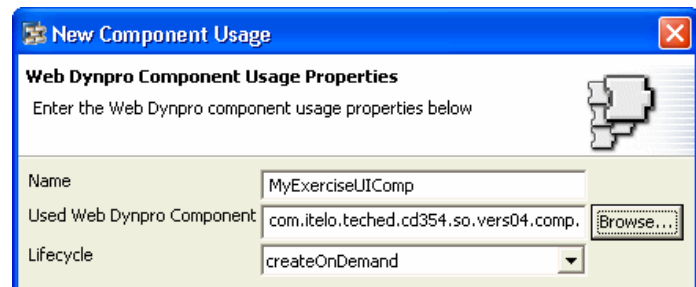 New Component Usage
Web Dynpro Component Usage Properties
Enter the Web Dynpro component usage properties below
Name MyExerciseUIComp
Used Web Dynpro Component com.itelo.teched.cd354.so.vers04.comp. Browse...
Lifecycle createOnDemand